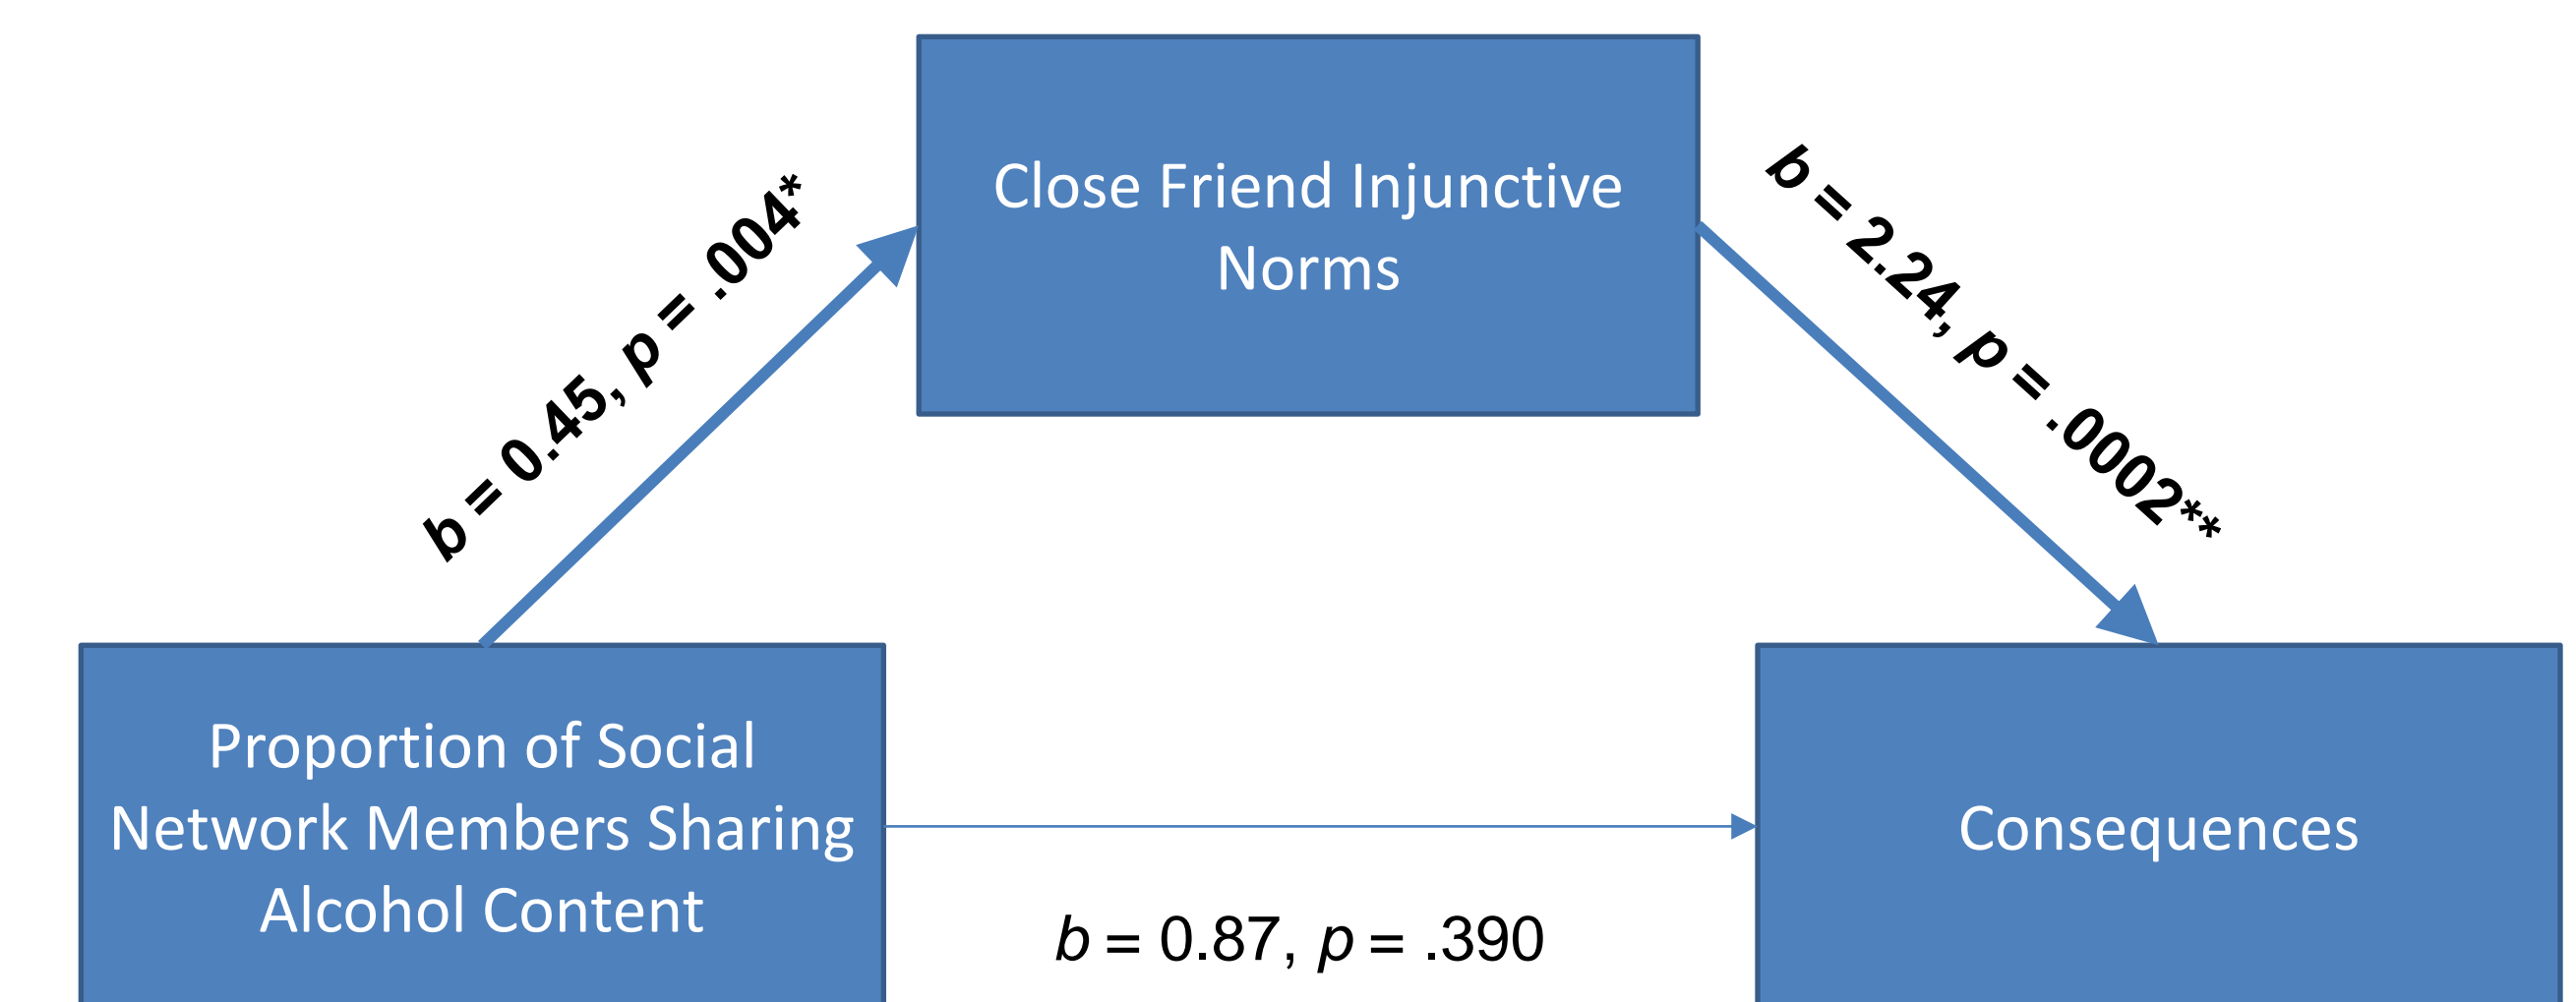 Close Friend Injunctive
Norms
b = 0.45, p = .004*
b = 2.24, p = .0002**
Proportion of Social
Network Members Sharing
Alcohol Content
Consequences
b = 0.87, p = .390